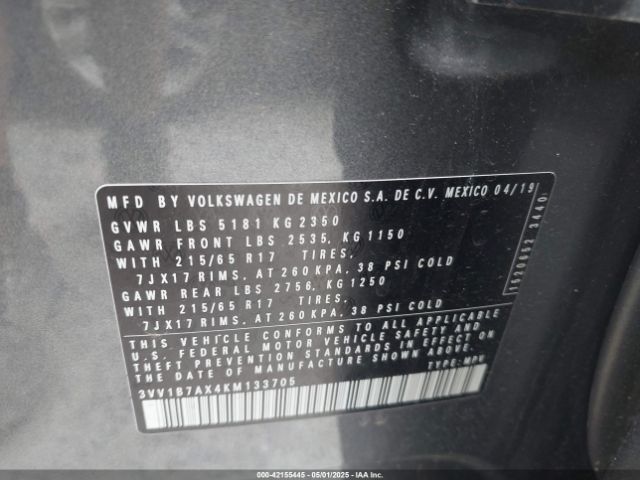 MFD BY VOLKSWAGEN DE MEXICO S.A. DE C.V. MEXICO 04/19
GVWR LBS 5181 KG 2350
GAWR FRONT LBS 2535, KG 1150
WITH 215/65 R17 TIRES,
7JX17 RIMS, AT 260 KPA, 38 PSI COLD
GAWR REAR LBS 2756, KG 1250
WITH 215/65 R17 TIRES,
7JX17 RIMS, AT 260 KPA, 38 PSI COLD
THIS VEHICLE CONFORMS TO ALL APPLICABLE
U.S. FEDERAL MOTOR VEHICLE SAFETY AND
THEFT PREVENTION STANDARDS IN EFFECT ON
THE DATE OF MANUFACTURE SHOWN ABOVE.
3VV1B7AX4KM133705 TYPE: MPV
1620652 3440
000-42155445 - 05/01/2025 - IAAI.COM